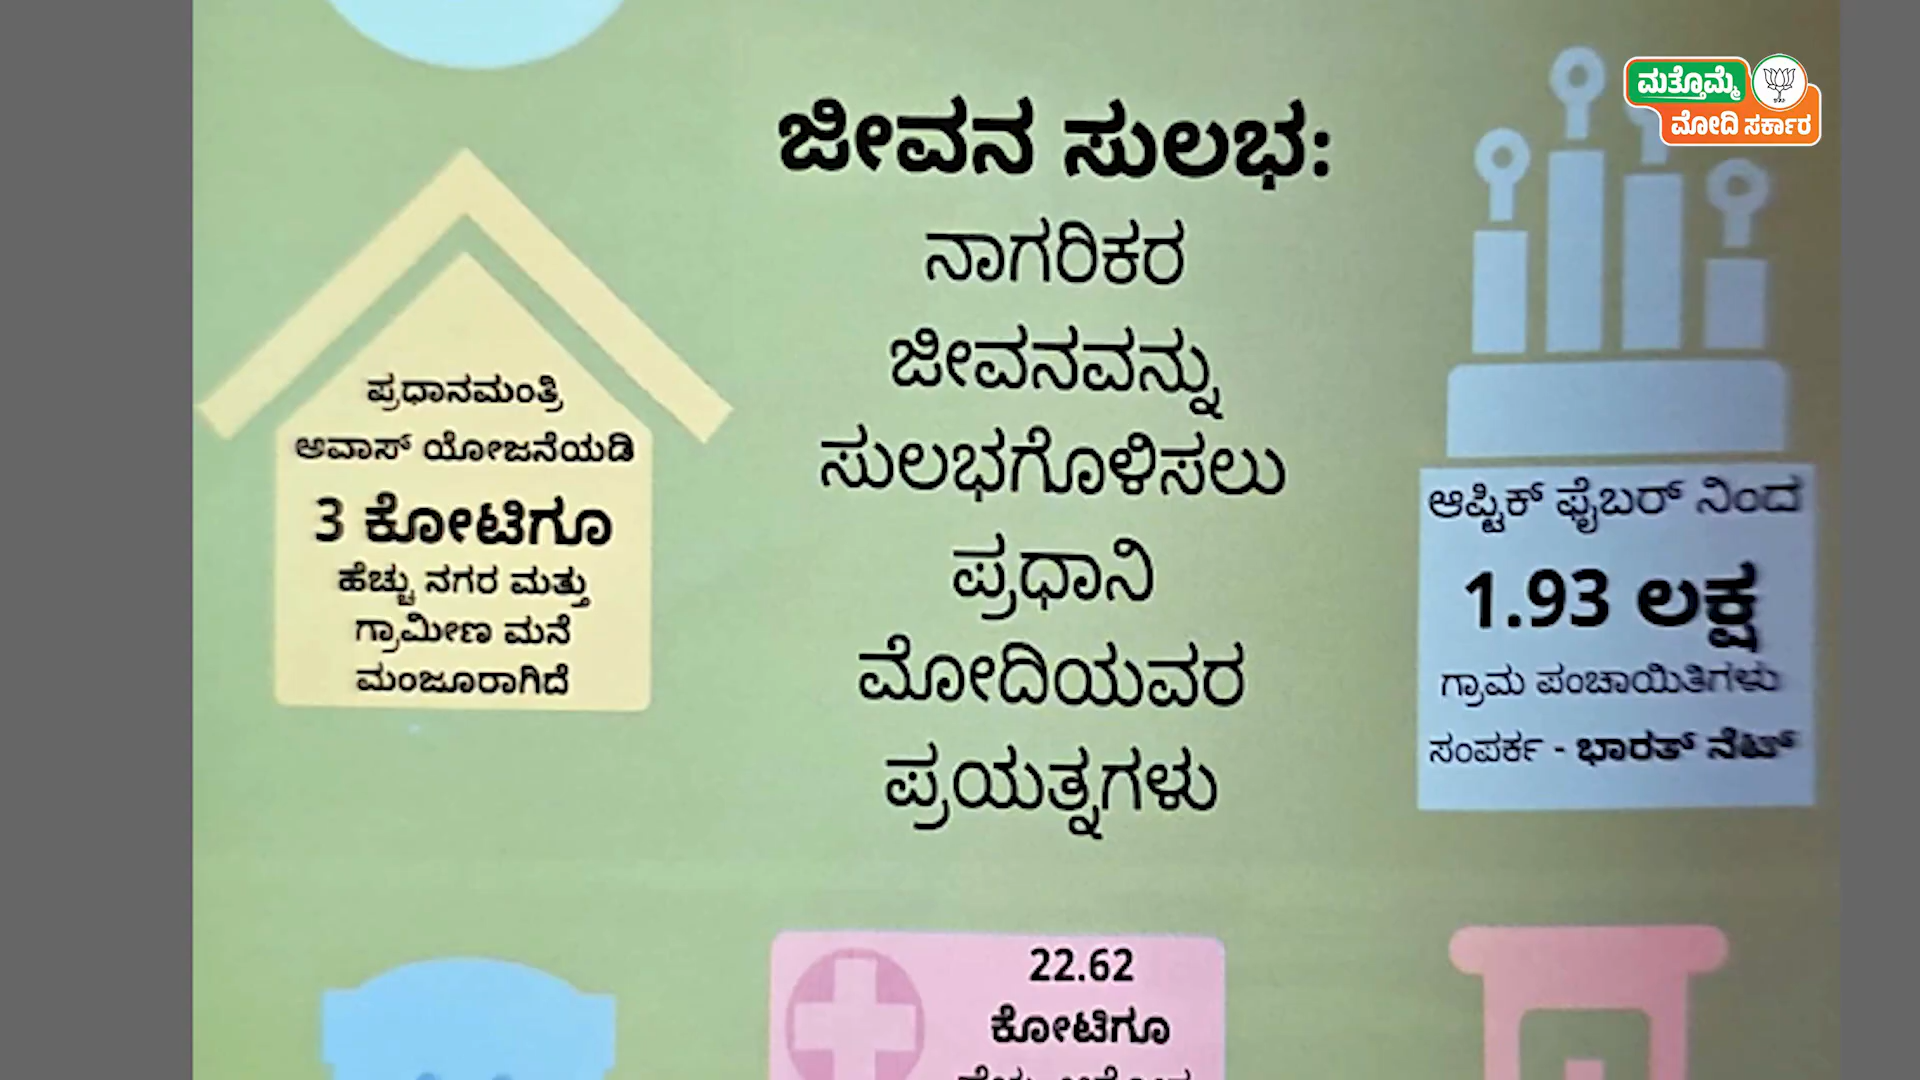 ಮತ್ತೊಮ್ಮೆ
ಮೋದಿ ಸರ್ಕಾರ
ಜೀವನ ಸುಲಭ:
ನಾಗರಿಕರ
ಜೀವನವನ್ನು
ಸುಲಭಗೊಳಿಸಲು
ಪ್ರಧಾನಿ
ಮೋದಿಯವರ
ಪ್ರಯತ್ನಗಳು
ಪ್ರಧಾನಮಂತ್ರಿ
ಅವಾಸ್ ಯೋಜನೆಯಡಿ
3 ಕೋಟಿಗೂ
ಹೆಚ್ಚು ನಗರ ಮತ್ತು
ಗ್ರಾಮೀಣ ಮನೆ
ಮಂಜೂರಾಗಿದೆ
ಆಪ್ಟಿಕ್ ಫೈಬರ್ ನಿಂದ
1.93 ಲಕ್ಷ
ಗ್ರಾಮ ಪಂಚಾಯಿತಿಗಳು
ಸಂಪರ್ಕ - ಭಾರತ್ ನೆಟ್
22.62
ಕೋಟಿಗೂ